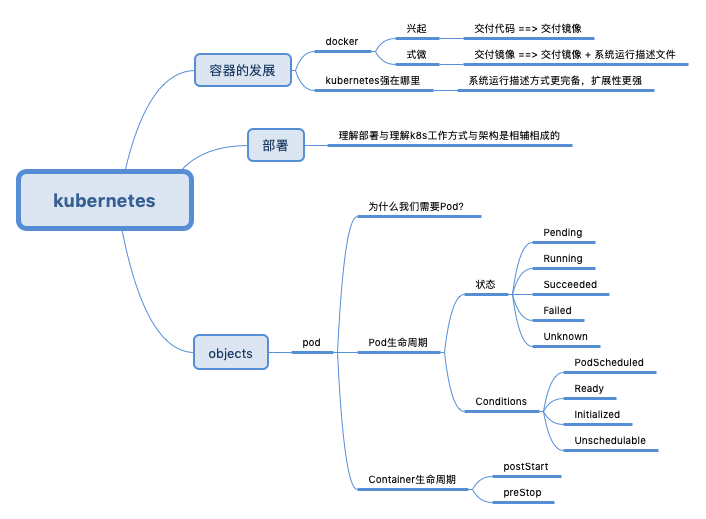 kubernetes
容器的发展
docker
兴起
交付代码 ==> 交付镜像
式微
交付镜像 ==> 交付镜像 + 系统运行描述文件
kubernetes强在哪里
系统运行描述方式更完备，扩展性更强
部署
理解部署与理解k8s工作方式与架构是相辅相成的
objects
pod
为什么我们需要Pod?
Pod生命周期
状态
Pending
Running
Succeeded
Failed
Unknown
Conditions
PodScheduled
Ready
Initialized
Unschedulable
Container生命周期
postStart
preStop